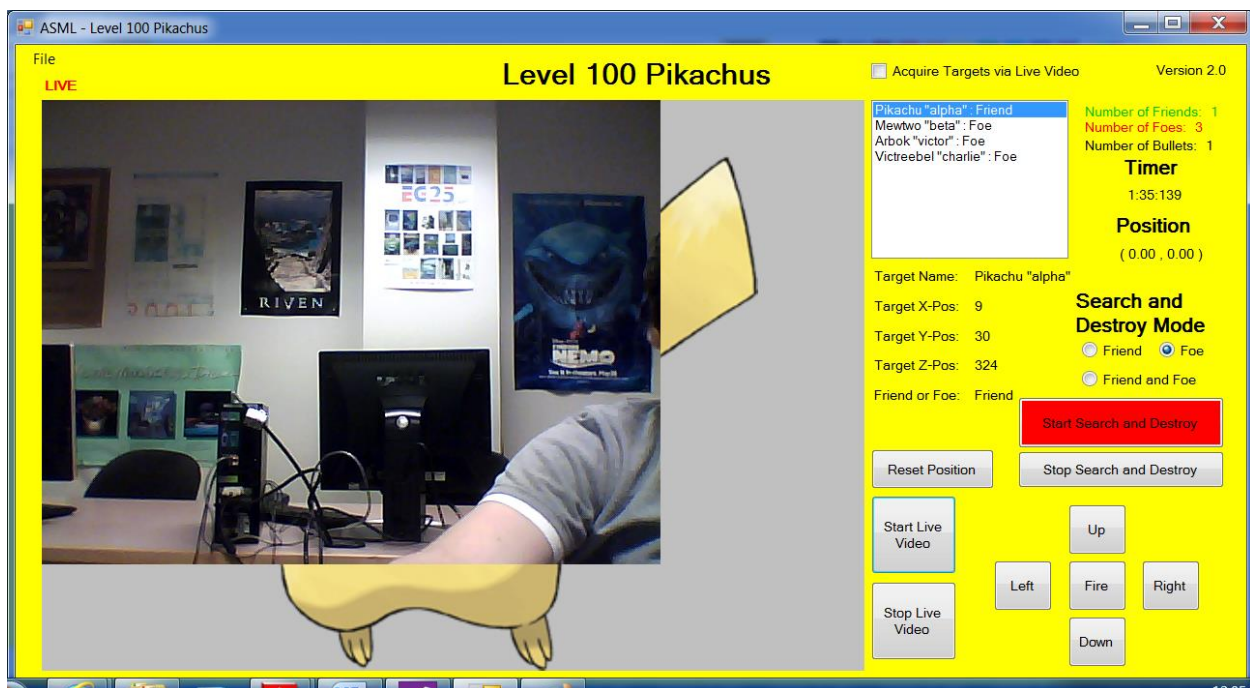 ASML - Level 100 Pikachus
File
LIVE
Level 100 Pikachus
Acquire Targets via Live Video
Version 2.0
Pikachu "alpha" : Friend
Mewtwo "beta" : Foe
Arbok "victor" : Foe
Victreebel "charlie" : Foe
Number of Friends: 1
Number of Foes: 3
Number of Bullets: 1
Timer
1:35:139
Position
( 0.00 , 0.00 )
Target Name: Pikachu "alpha"
Target X-Pos: 9
Target Y-Pos: 30
Target Z-Pos: 324
Friend or Foe: Friend
Search and
Destroy Mode
Friend Foe
Friend and Foe
Start Search and Destroy
Reset Position
Stop Search and Destroy
Start Live
Video
Stop Live
Video
Up
Left
Fire
Right
Down
EG25
RIVEN
FINDING
NEMO